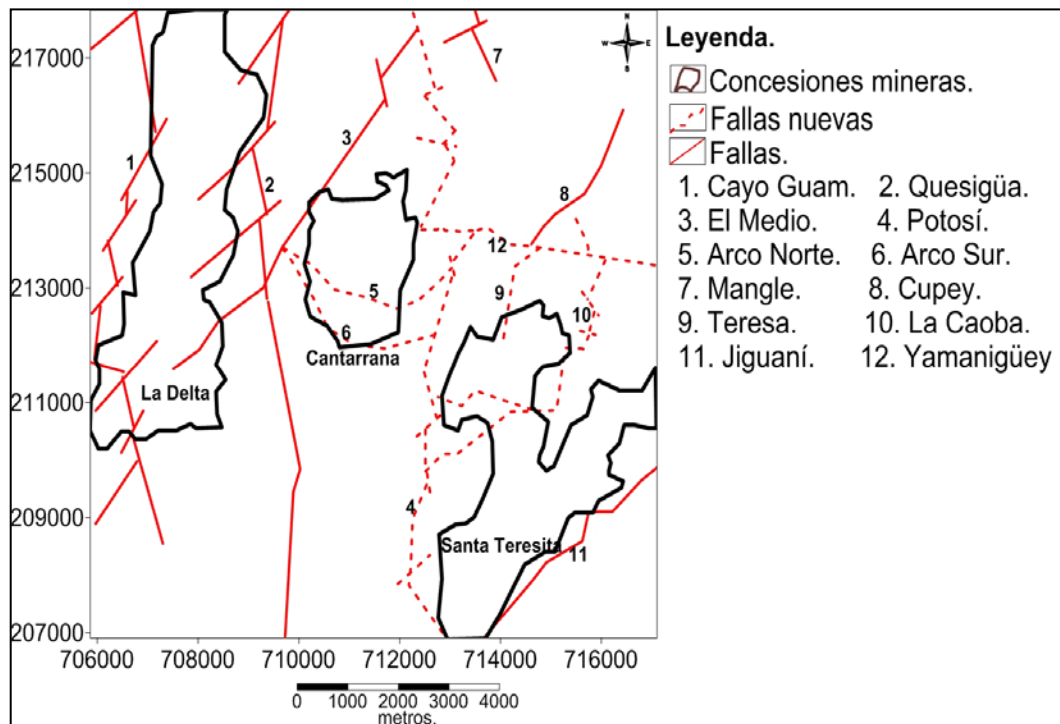 217000
215000
213000
211000
209000
207000
706000 708000 710000 712000 714000 716000
0 1000 2000 3000 4000
metros.
N
W E
S
1
2
3
4
5
6
7
8
9
10
11
12
La Delta
Cantarrana
Santa Teresita
Leyenda.
Concesiones mineras.
Fallas nuevas
Fallas.
1. Cayo Guam. 2. Quesigüa.
3. El Medio. 4. Potosí.
5. Arco Norte. 6. Arco Sur.
7. Mangle. 8. Cupey.
9. Teresa. 10. La Caoba.
11. Jiguaní. 12. Yamanigüey